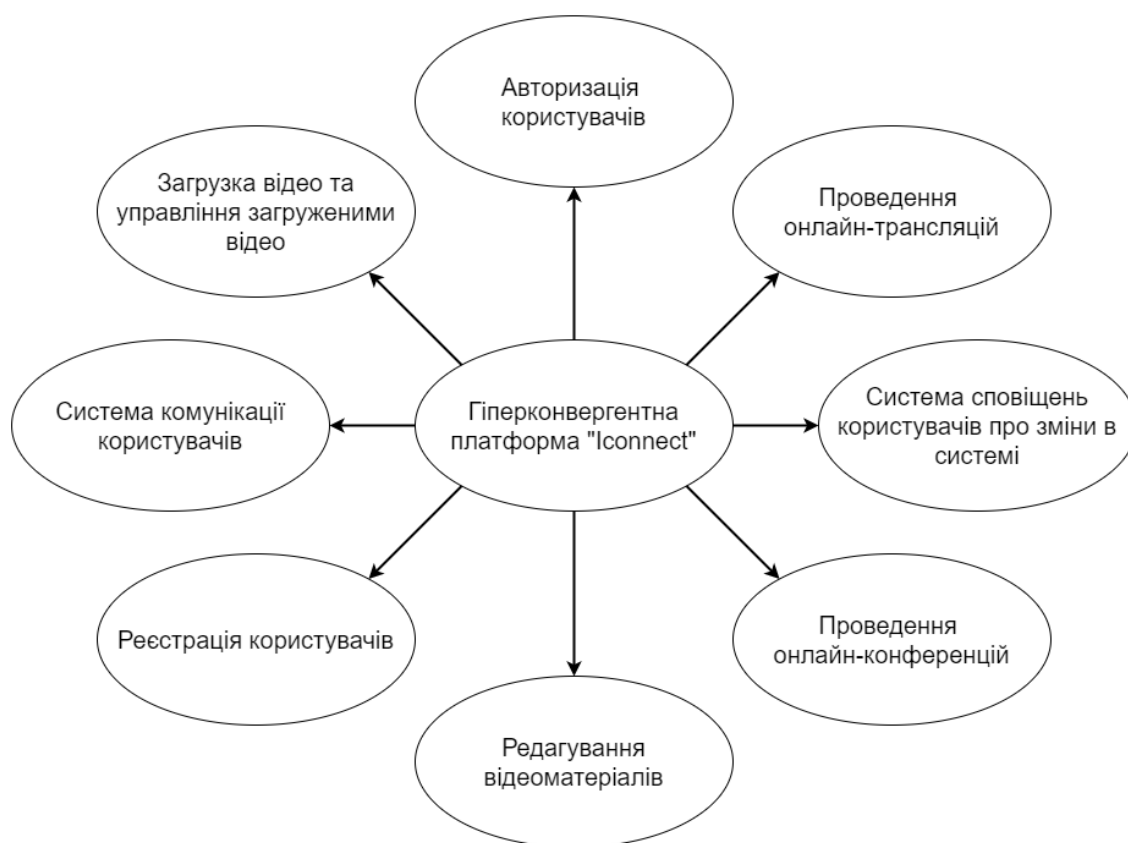 Авторизація
користувачів
Загрузка відео та
управління загруженими
відео
Проведення
онлайн-трансляцій
Система комунікації
користувачів
Гіперконвергентна
платформа "Iconnect"
Система сповіщень
користувачів про зміни в
системі
Реєстрація користувачів
Проведення
онлайн-конференцій
Редагування
відеоматеріалів